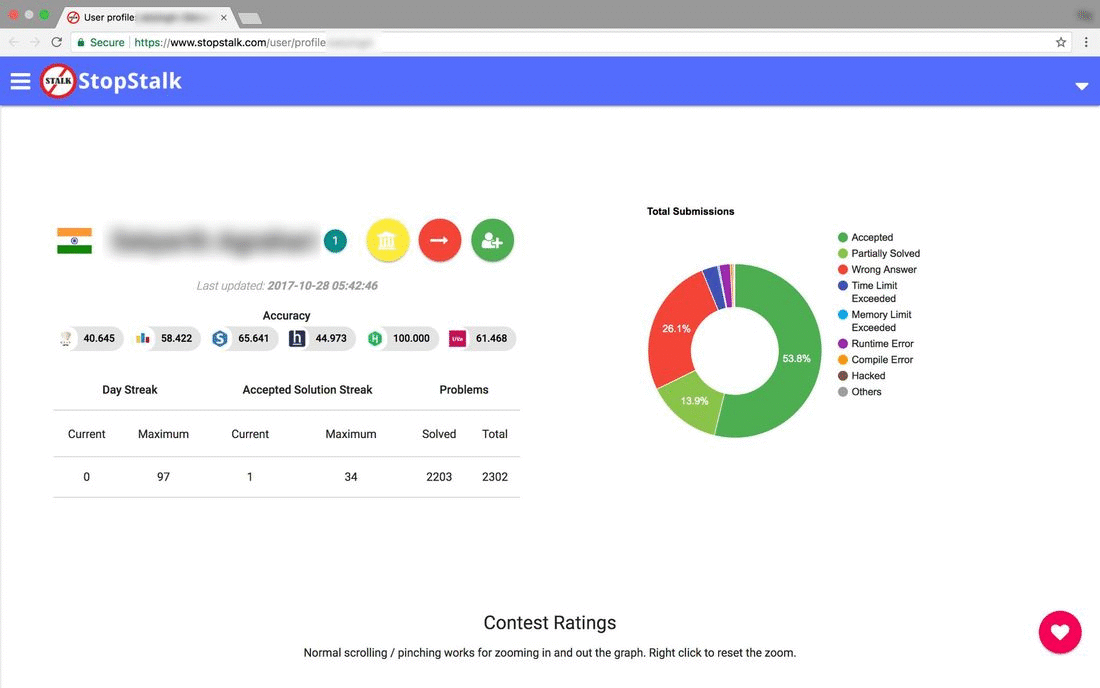 User profile
Secure https://www.stopstalk.com/user/profile
STALK StopStalk
1
Last updated: 2017-10-28 05:42:46
Accuracy
40.645 58.422 65.641 h 44.973 H 100.000 UVa 61.468
Day Streak Accepted Solution Streak Problems
Current Maximum Current Maximum Solved Total
0 97 1 34 2203 2302
Total Submissions
53.8%
13.9%
26.1%
Accepted
Partially Solved
Wrong Answer
Time Limit
Exceeded
Memory Limit
Exceeded
Runtime Error
Compile Error
Hacked
Others
Contest Ratings
Normal scrolling / pinching works for zooming in and out the graph. Right click to reset the zoom.